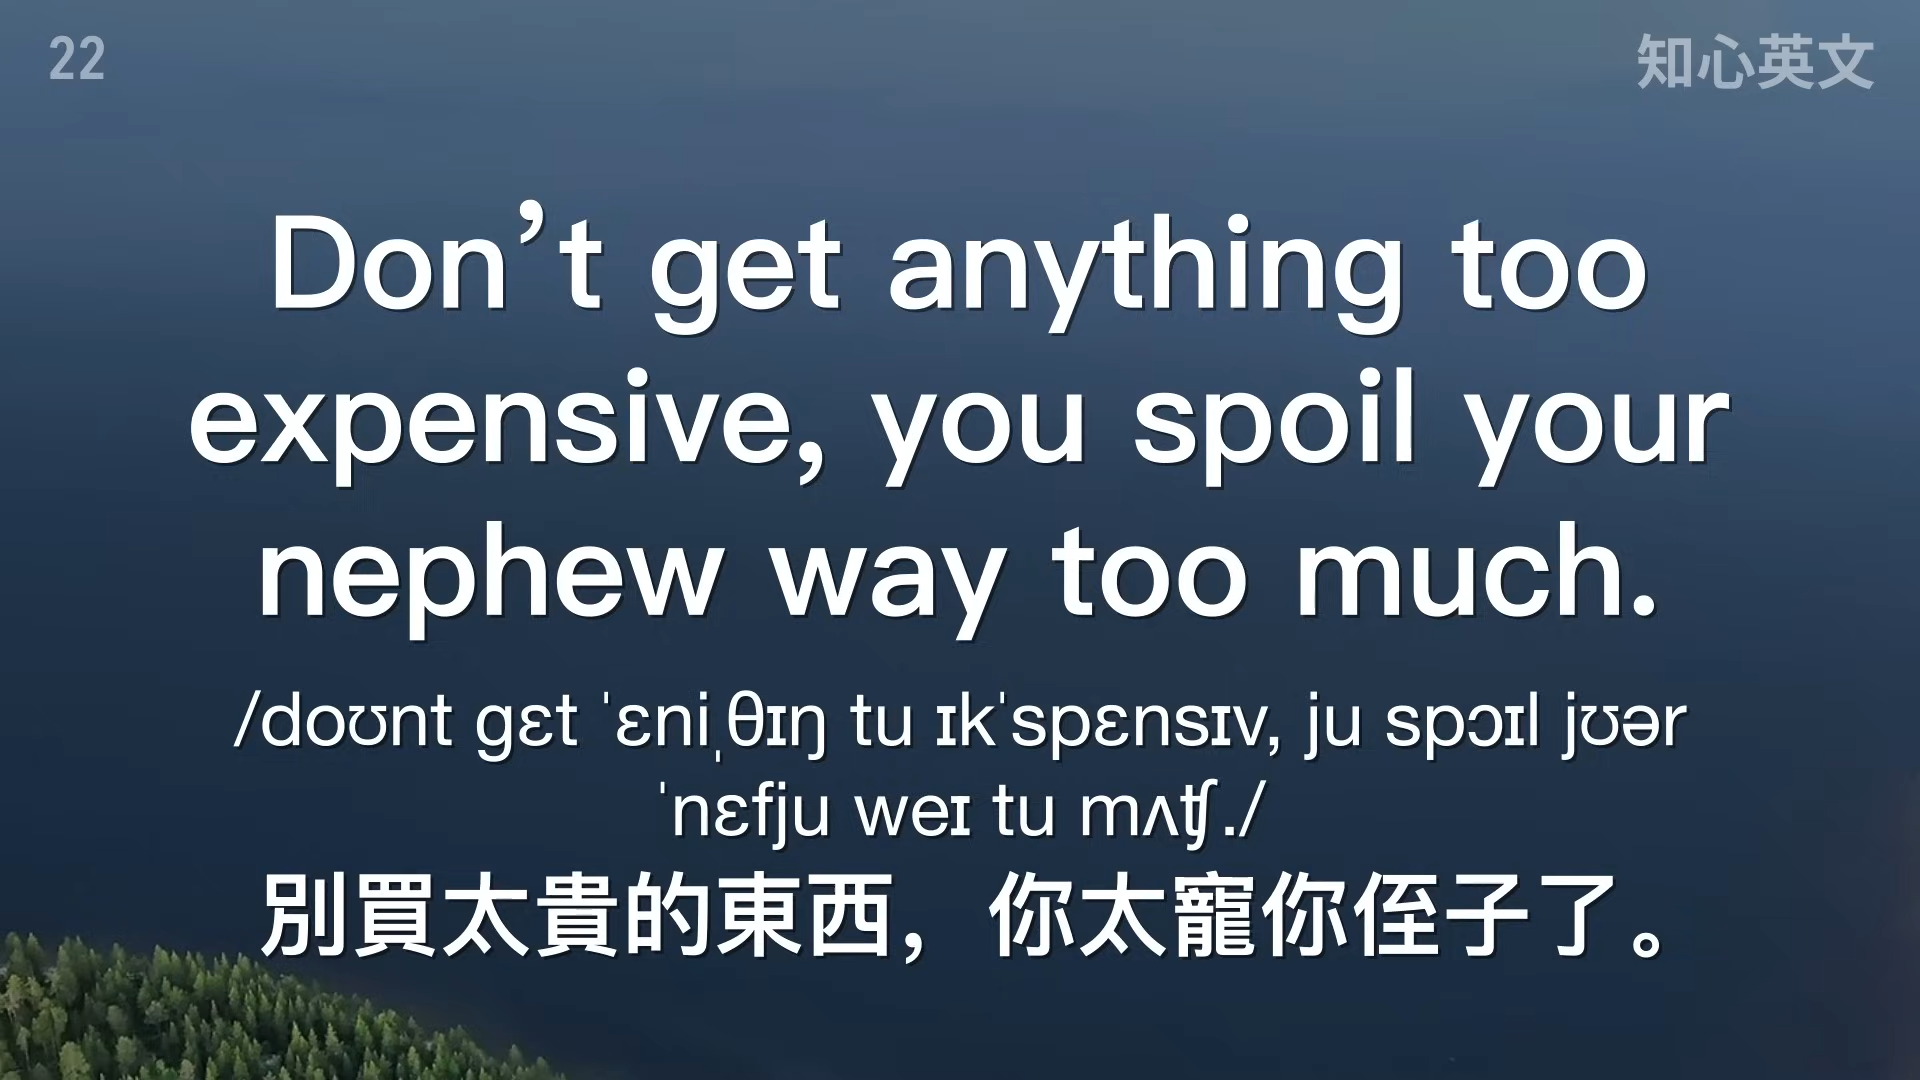 22
知心英文
Don’t get anything too
expensive, you spoil your
nephew way too much.
/doʊnt gɛt ˈɛniˌθɪŋ tu ɪkˈspɛnsɪv, ju spɔɪl jʊər
ˈnɛfju weɪ tu mʌʧ./
別買太貴的東西，你太寵你侄子了。